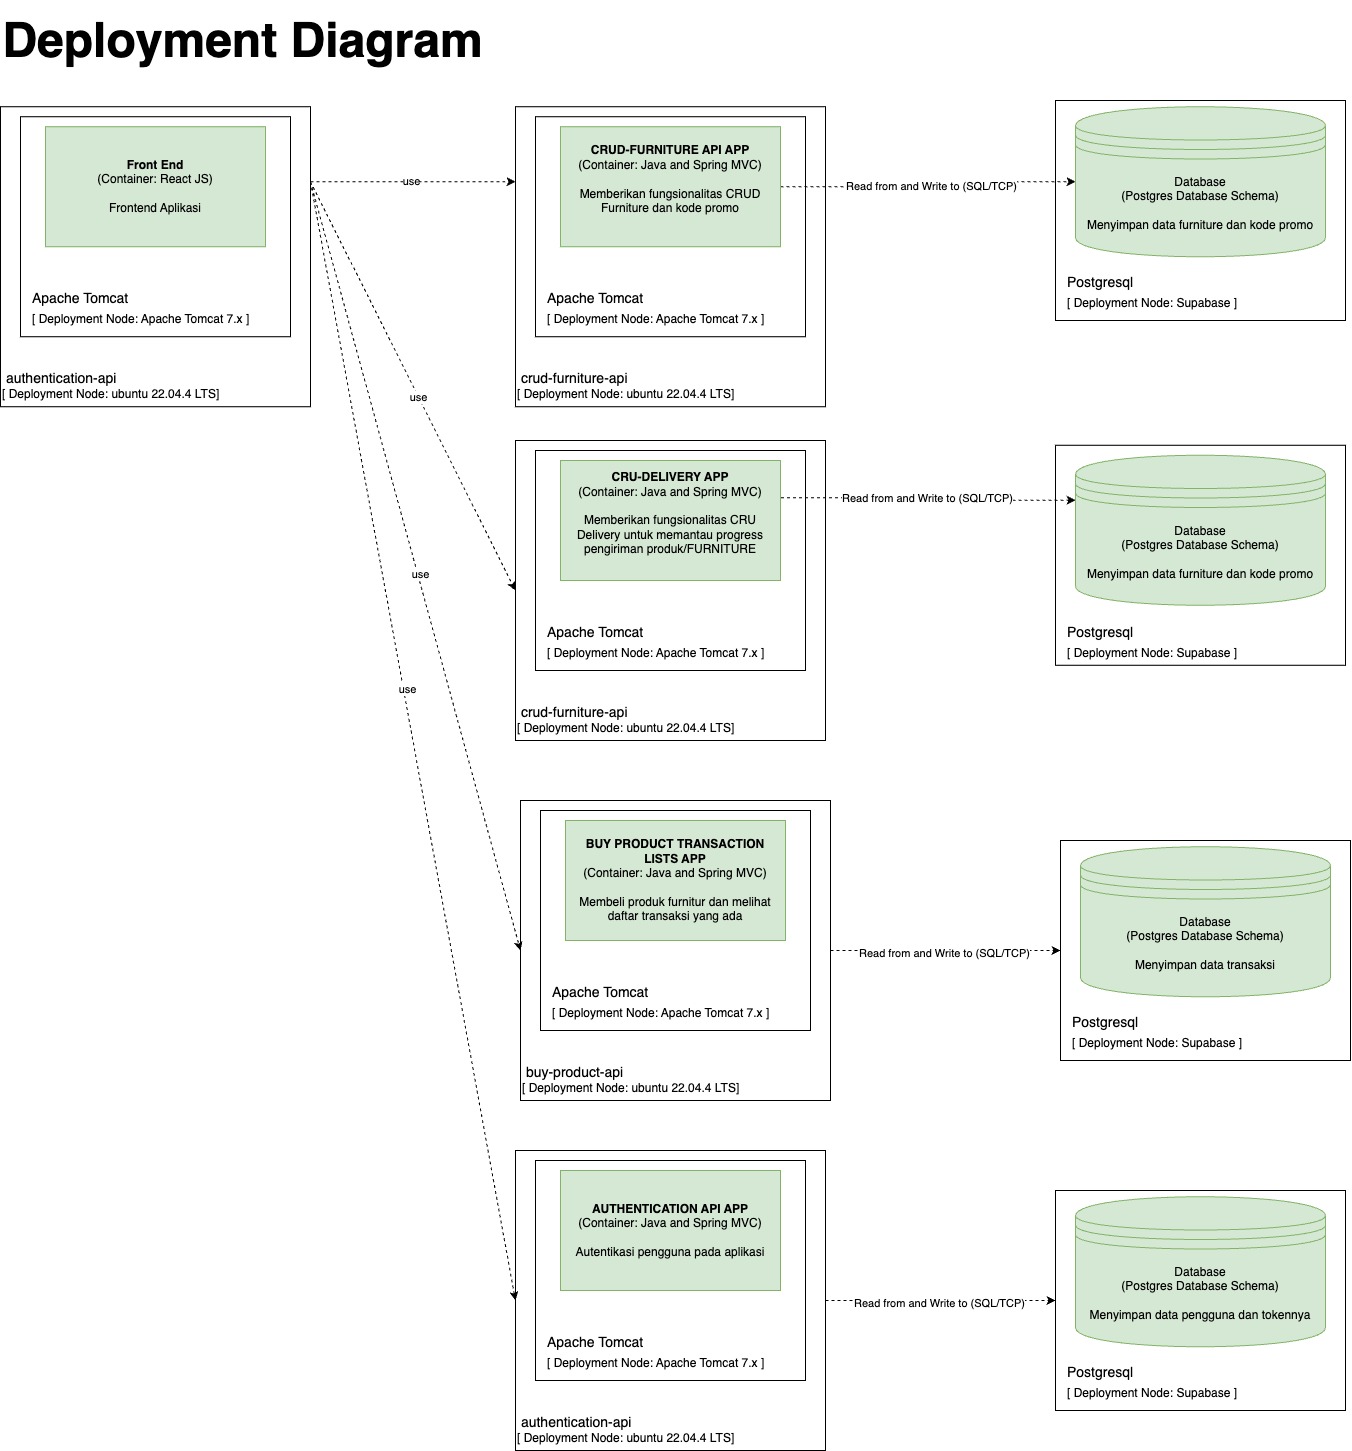 Deployment Diagram
Front End
(Container: React JS)
Frontend Aplikasi
Apache Tomcat
[ Deployment Node: Apache Tomcat 7.x ]
authentication-api
[ Deployment Node: ubuntu 22.04.4 LTS]
use
use
use
use
CRUD-FURNITURE API APP
(Container: Java and Spring MVC)
Memberikan fungsionalitas CRUD
Furniture dan kode promo
Apache Tomcat
[ Deployment Node: Apache Tomcat 7.x ]
crud-furniture-api
[ Deployment Node: ubuntu 22.04.4 LTS]
Read from and Write to (SQL/TCP)
Database
(Postgres Database Schema)
Menyimpan data furniture dan kode promo
Postgresql
[ Deployment Node: Supabase ]
CRU-DELIVERY APP
(Container: Java and Spring MVC)
Memberikan fungsionalitas CRU
Delivery untuk memantau progress
pengiriman produk/FURNITURE
Apache Tomcat
[ Deployment Node: Apache Tomcat 7.x ]
crud-furniture-api
[ Deployment Node: ubuntu 22.04.4 LTS]
Read from and Write to (SQL/TCP)
Database
(Postgres Database Schema)
Menyimpan data furniture dan kode promo
Postgresql
[ Deployment Node: Supabase ]
BUY PRODUCT TRANSACTION
LISTS APP
(Container: Java and Spring MVC)
Membeli produk furnitur dan melihat
daftar transaksi yang ada
Apache Tomcat
[ Deployment Node: Apache Tomcat 7.x ]
buy-product-api
[ Deployment Node: ubuntu 22.04.4 LTS]
Read from and Write to (SQL/TCP)
Database
(Postgres Database Schema)
Menyimpan data transaksi
Postgresql
[ Deployment Node: Supabase ]
AUTHENTICATION API APP
(Container: Java and Spring MVC)
Autentikasi pengguna pada aplikasi
Apache Tomcat
[ Deployment Node: Apache Tomcat 7.x ]
authentication-api
[ Deployment Node: ubuntu 22.04.4 LTS]
Read from and Write to (SQL/TCP)
Database
(Postgres Database Schema)
Menyimpan data pengguna dan tokennya
Postgresql
[ Deployment Node: Supabase ]